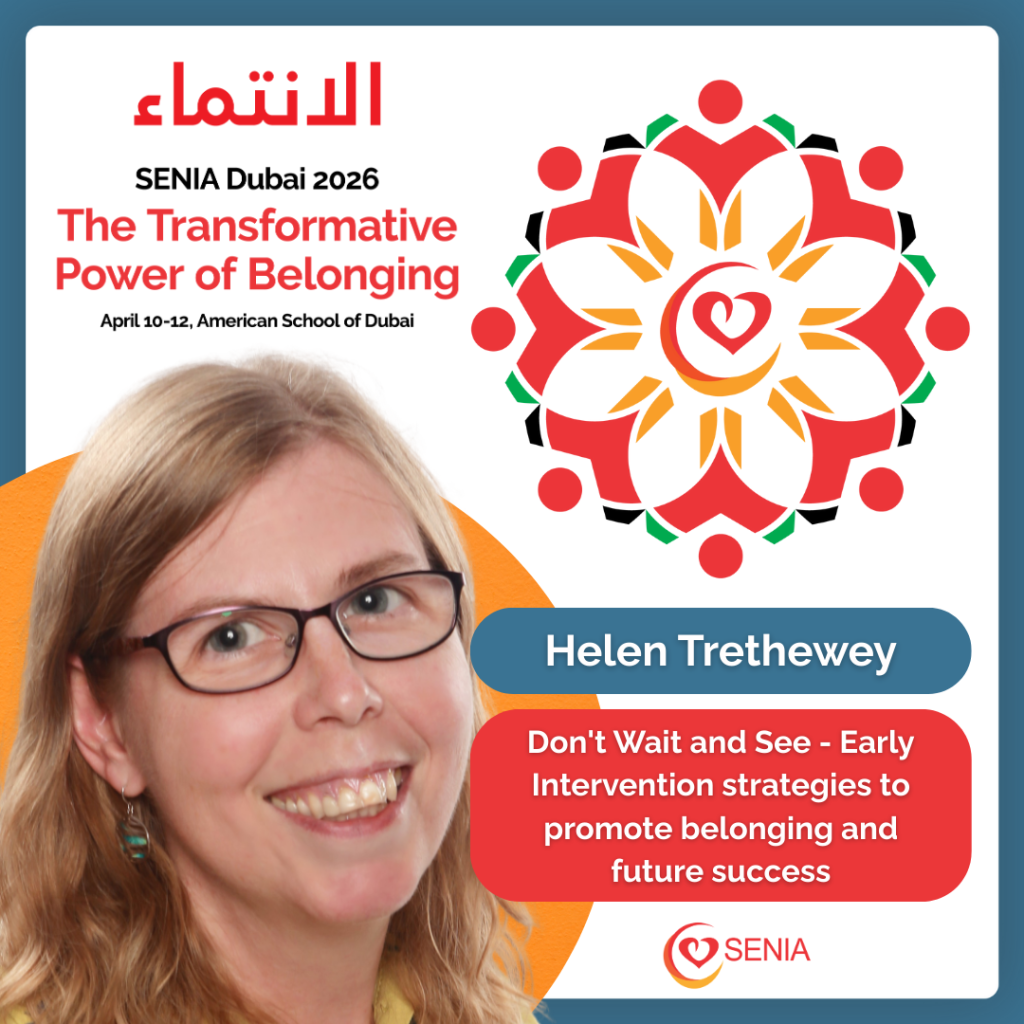 الانتماء
SENIA Dubai 2026
The Transformative
Power of Belonging
April 10-12, American School of Dubai
Helen Trethewey
Don't Wait and See - Early
Intervention strategies to
promote belonging and
future success
SENIA